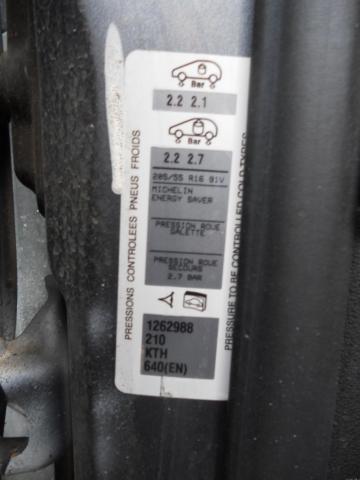 Bar
2.2 2.1
Bar
2.2 2.7
205/55 R16 91V
MICHELIN
ENERGY SAVER
PRESSION ROUE
GALETTE
PRESSION ROUE
SECOURS
2.7 BAR
1262988
210
KTH
640(EN)
PRESSIONS CONTROLEES PNEUS FROIDS
PRESSURE TO BE CONTROLLED COLD TYRES